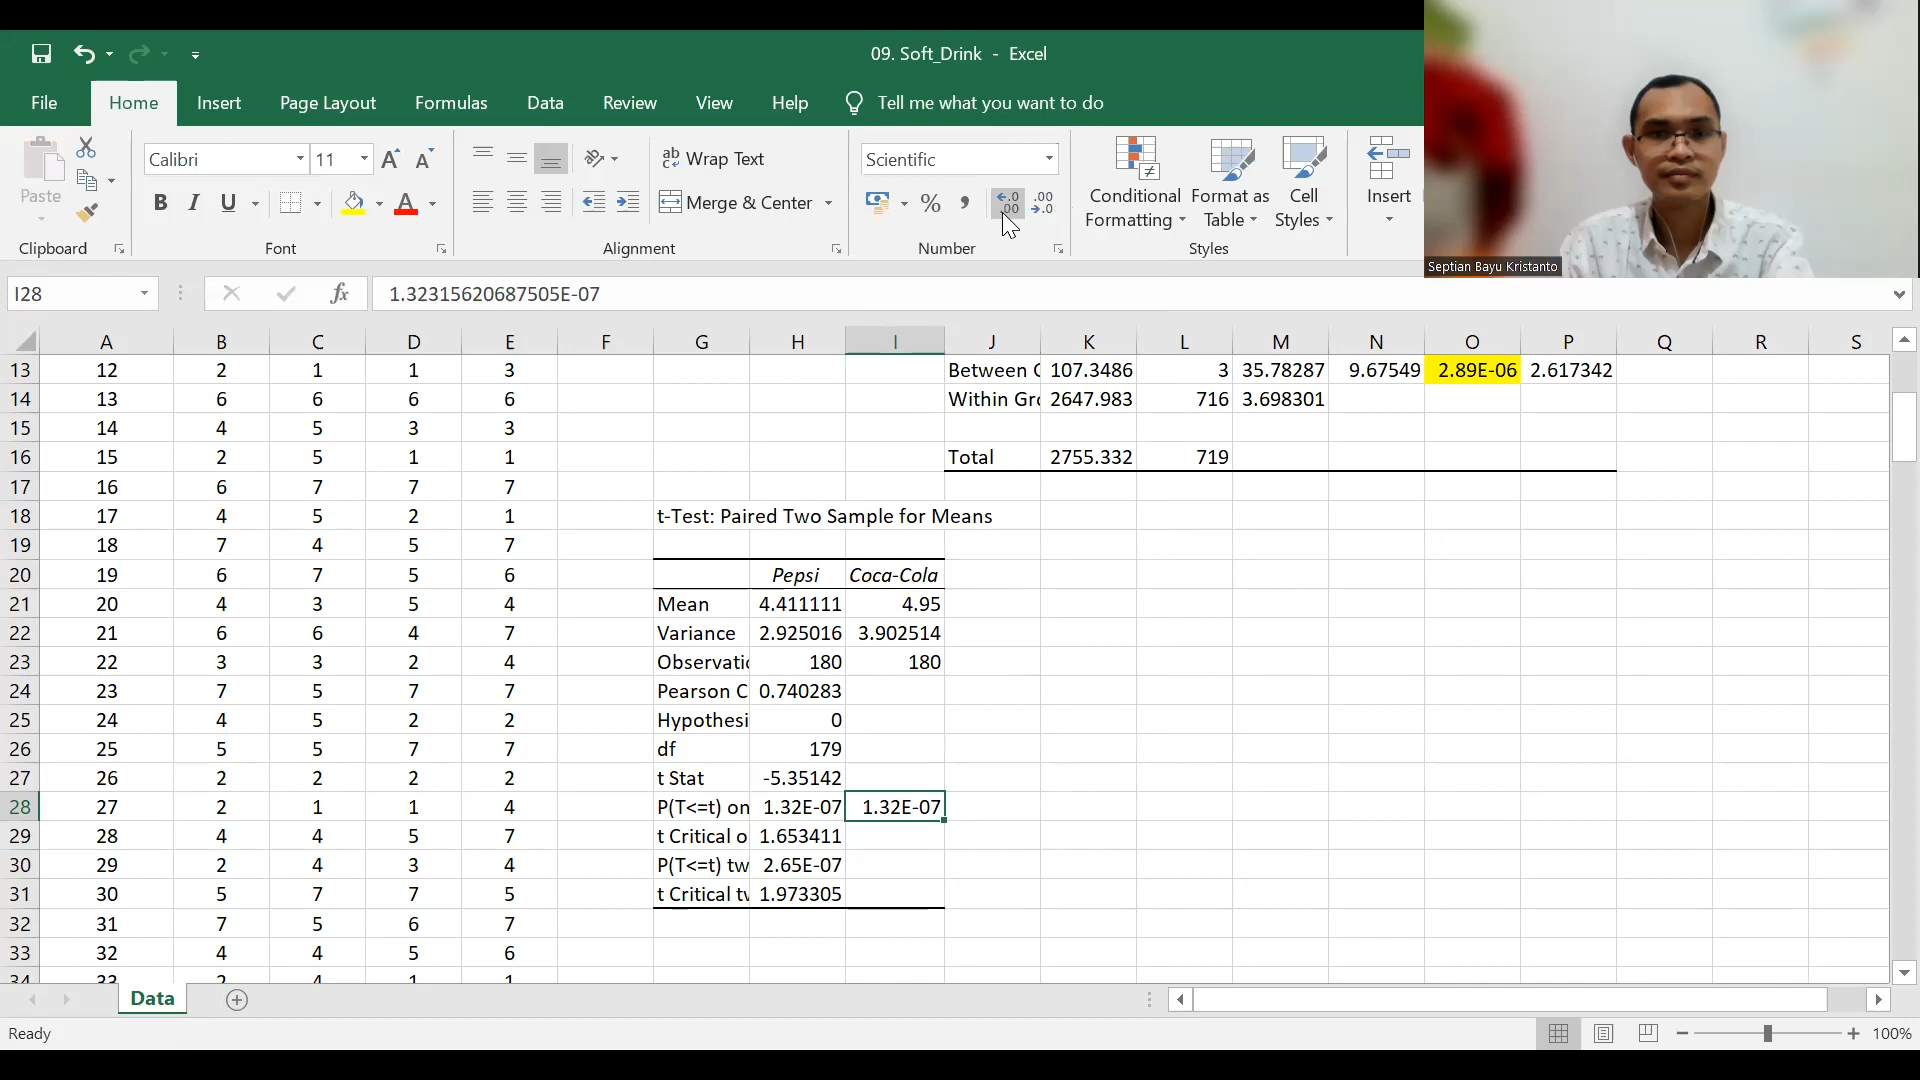 09. Soft_Drink - Excel
File Home Insert Page Layout Formulas Data Review View Help Tell me what you want to do
Paste
Calibri 11
B I U A
Wrap Text
Merge & Center
Scientific
%
Conditional Formatting
Format as Table
Cell Styles
Insert
Clipboard Font Alignment Number Styles
Septian Bayu Kristanto
I28 fx 1.32315620687505E-07
A B C D E F G H I J K L M N O P Q R S
13 12 2 1 1 3 Between G 107.3486 3 35.78287 9.67549 2.89E-06 2.617342
14 13 6 6 6 6 Within Gro 2647.983 716 3.698301
15 14 4 5 3 3
16 15 2 5 1 1 Total 2755.332 719
17 16 6 7 7 7
18 17 4 5 2 1 t-Test: Paired Two Sample for Means
19 18 7 4 5 7
20 19 6 7 5 6 Pepsi Coca-Cola
21 20 4 3 5 4 Mean 4.411111 4.95
22 21 6 6 4 7 Variance 2.925016 3.902514
23 22 3 3 2 4 Observatio 180 180
24 23 7 5 7 7 Pearson C 0.740283
25 24 4 5 2 2 Hypothesi 0
26 25 5 5 7 7 df 179
27 26 2 2 2 2 t Stat -5.35142
28 27 2 1 1 4 P(T<=t) on 1.32E-07 1.32E-07
29 28 4 4 5 7 t Critical o 1.653411
30 29 2 4 3 4 P(T<=t) tw 2.65E-07
31 30 5 7 7 5 t Critical tw 1.973305
32 31 7 5 6 7
33 32 4 4 5 6
34 33 2 4 1 1
Data
Ready 100%